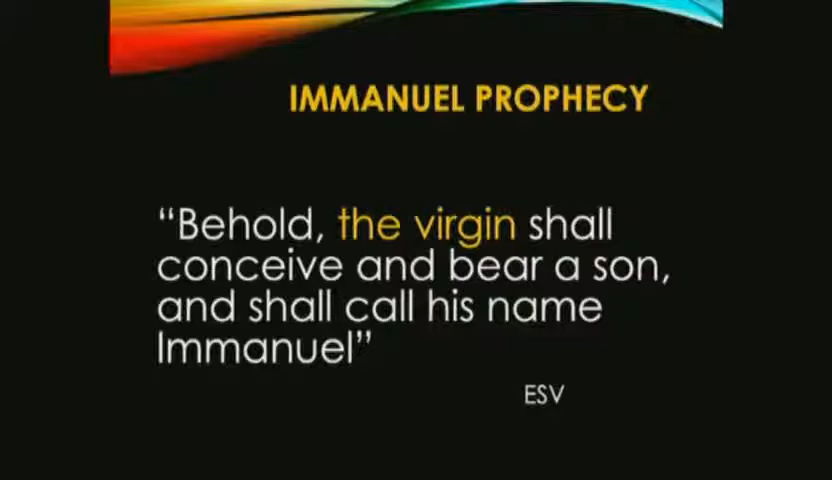 IMMANUEL PROPHECY
“Behold, the virgin shall
conceive and bear a son,
and shall call his name
Immanuel”
ESV